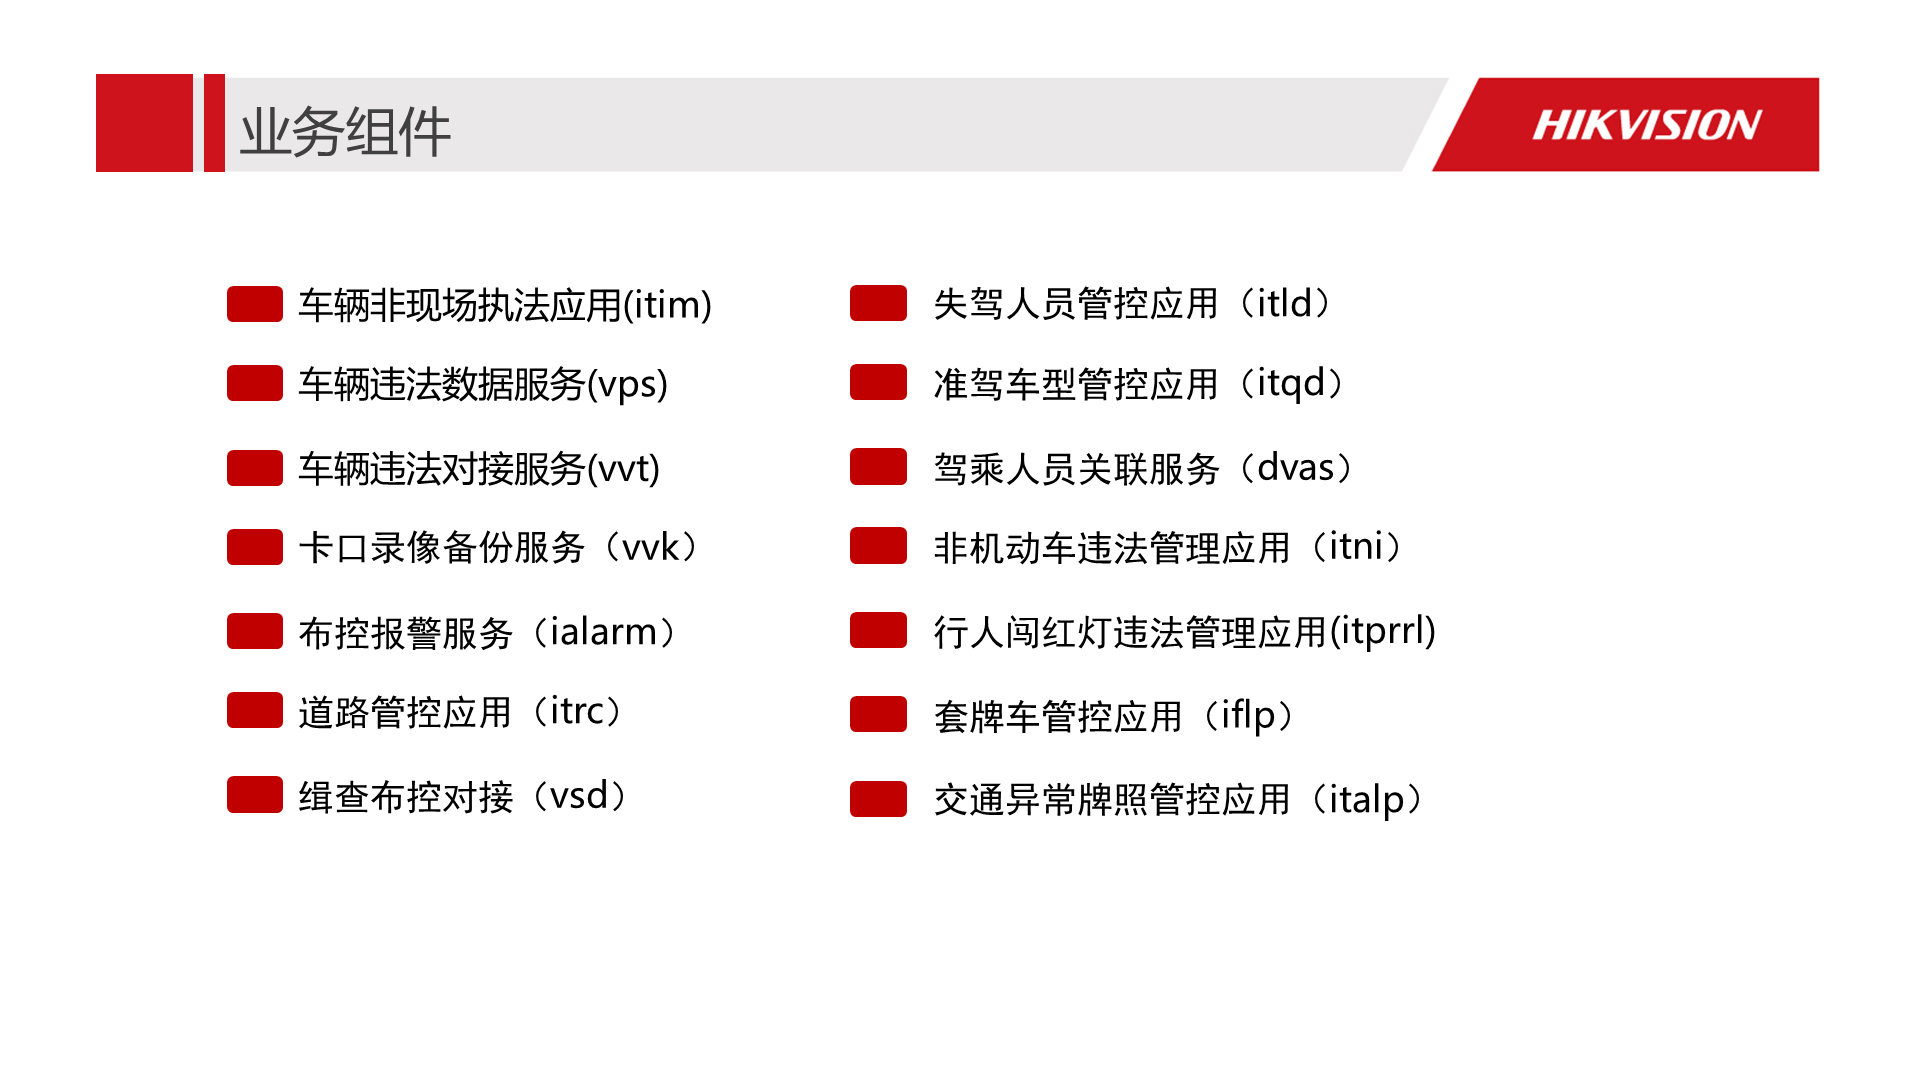 业务组件
HIKVISION
车辆非现场执法应用(itim)
车辆违法数据服务(vps)
车辆违法对接服务(vvt)
卡口录像备份服务（vvk）
布控报警服务（ialarm）
道路管控应用（itrc）
缉查布控对接（vsd）
失驾人员管控应用（itld）
准驾车型管控应用（itqd）
驾乘人员关联服务（dvas）
非机动车违法管理应用（itni）
行人闯红灯违法管理应用(itprrl)
套牌车管控应用（iflp）
交通异常牌照管控应用（italp）